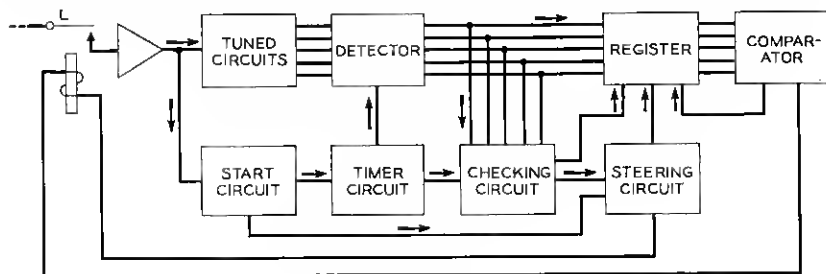 L
TUNED
CIRCUITS
DETECTOR
REGISTER
COMPAR-
ATOR
START
CIRCUIT
TIMER
CIRCUIT
CHECKING
CIRCUIT
STEERING
CIRCUIT